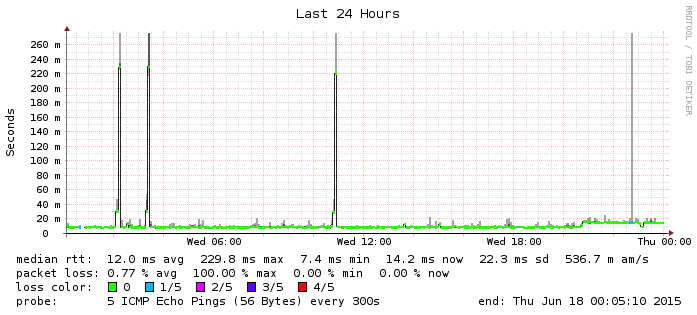 Last 24 Hours
RRDTOOL / TOBI OETIKER
Seconds
260 m
240 m
220 m
200 m
180 m
160 m
140 m
120 m
100 m
80 m
60 m
40 m
20 m
0
Wed 06:00 Wed 12:00 Wed 18:00 Thu 00:00
median rtt: 12.0 ms avg 229.8 ms max 7.4 ms min 14.2 ms now 22.3 ms sd 536.7 m am/s
packet loss: 0.77 % avg 100.00 % max 0.00 % min 0.00 % now
loss color: 0 1/5 2/5 3/5 4/5
probe: 5 ICMP Echo Pings (56 Bytes) every 300s end: Thu Jun 18 00:05:10 2015